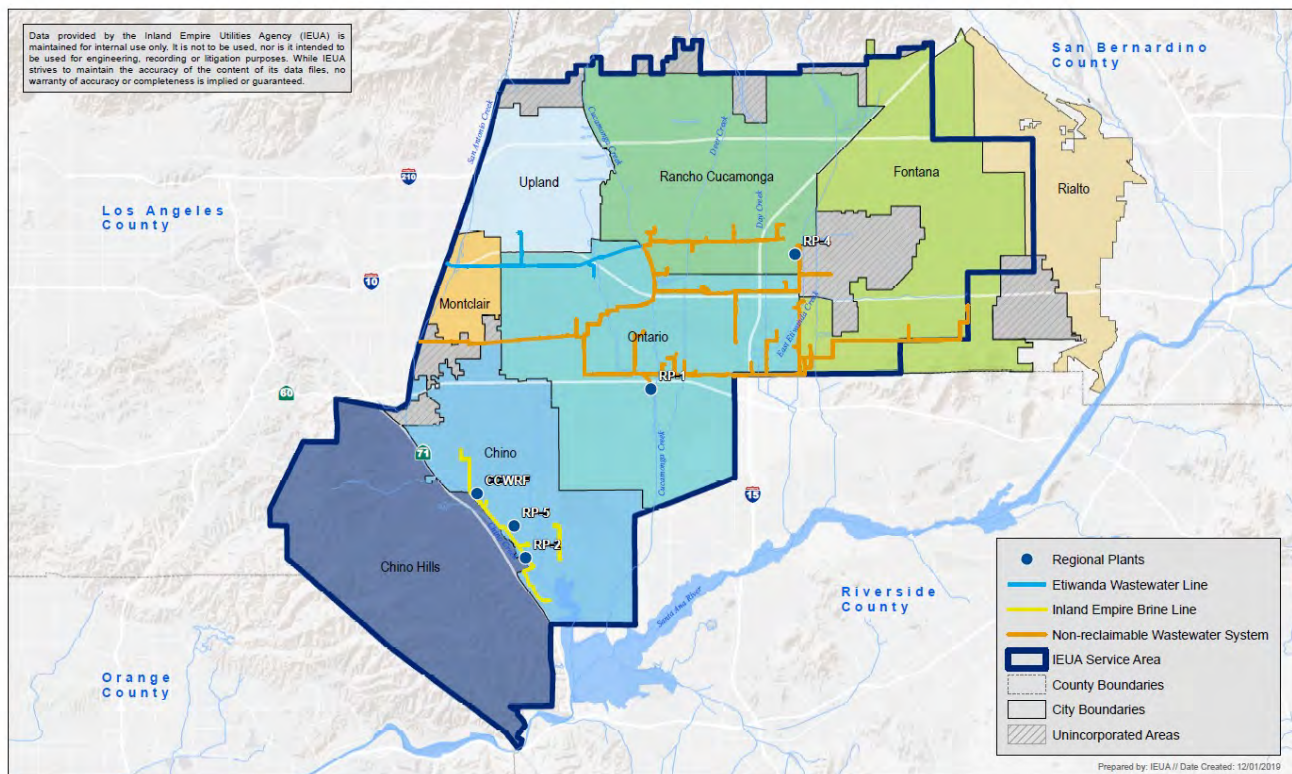 Data provided by the Inland Empire Utilities Agency (IEUA) is
maintained for internal use only. It is not to be used, nor is it intended to
be used for engineering, recording or litigation purposes. While IEUA
strives to maintain the accuracy of the content of its data files, no
warranty of accuracy or completeness is implied or guaranteed.
San Bernardino
County
San Antonio Creek
Cucamonga Creek
Deer Creek
Day Creek
Upland
Rancho Cucamonga
Fontana
Rialto
210
Los Angeles
County
RP-4
10
Montclair
East Etiwanda Creek
Ontario
RP-1
60
71
Chino
Cucamonga Creek
CCWRF
15
RP-5
RP-2
Chino Hills
Santa Ana River
Riverside
County
Orange
County
Regional Plants
Etiwanda Wastewater Line
Inland Empire Brine Line
Non-reclaimable Wastewater System
IEUA Service Area
County Boundaries
City Boundaries
Unincorporated Areas
Prepared by: IEUA // Date Created: 12/01/2019